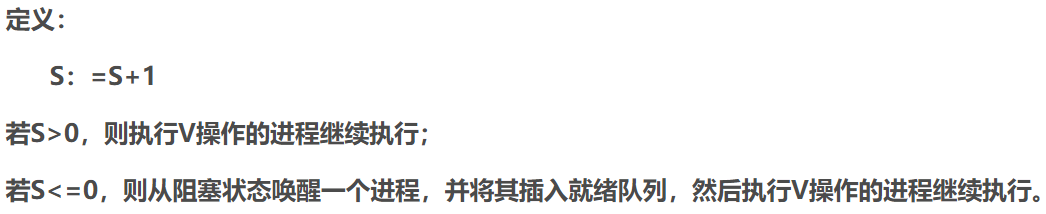 定义：
S：=S+1
若S>0，则执行V操作的进程继续执行；
若S<=0，则从阻塞状态唤醒一个进程，并将其插入就绪队列，然后执行V操作的进程继续执行。